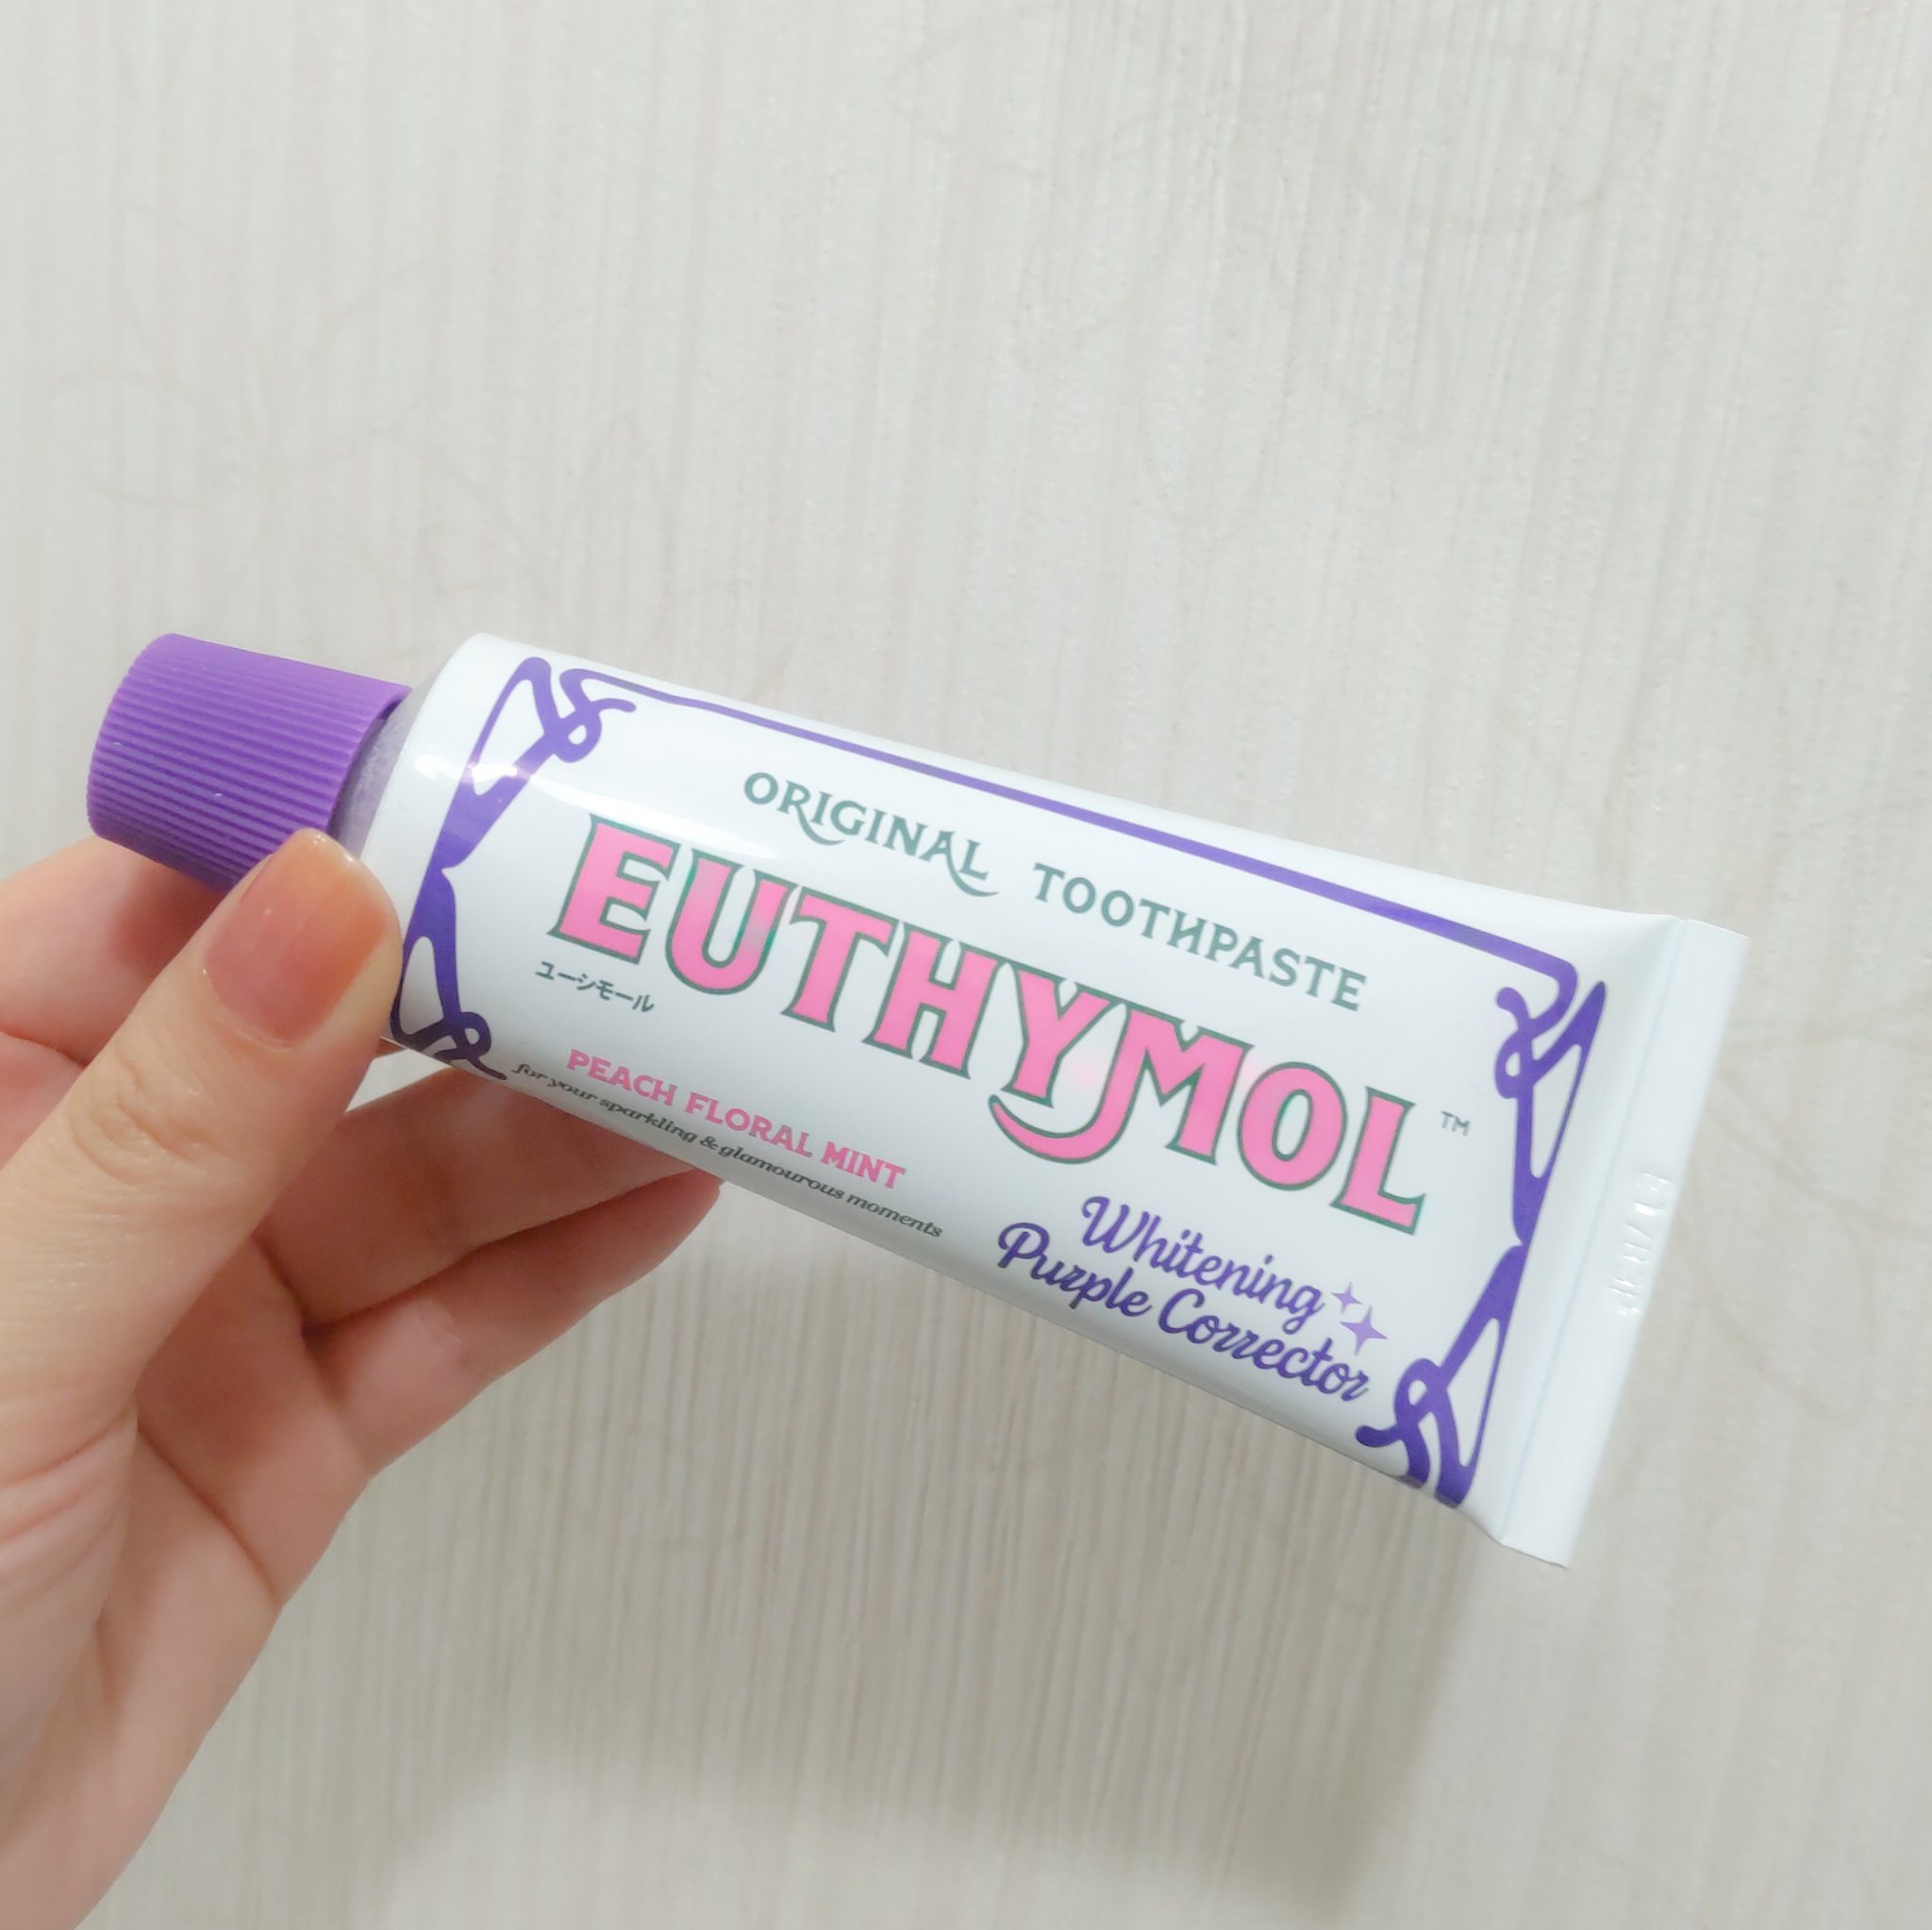 ORIGINAL TOOTHPASTE
EUTHYMOL™
ユーシモール
PEACH FLORAL MINT
for your sparkling & glamourous moments
Whitening
Purple Corrector